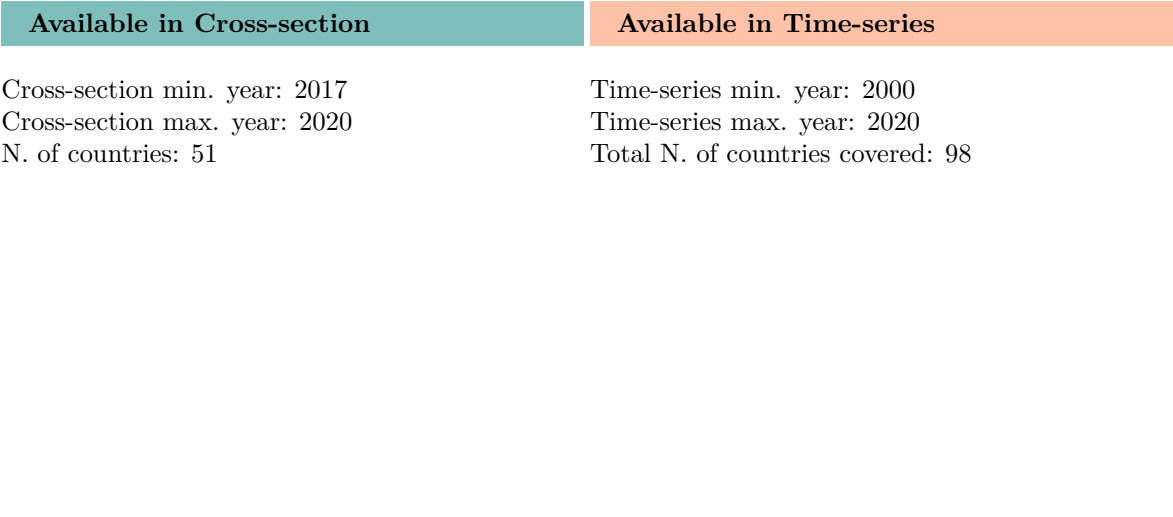 Available in Cross-section
Cross-section min. year: 2017
Cross-section max. year: 2020
N. of countries: 51
Available in Time-series
Time-series min. year: 2000
Time-series max. year: 2020
Total N. of countries covered: 98